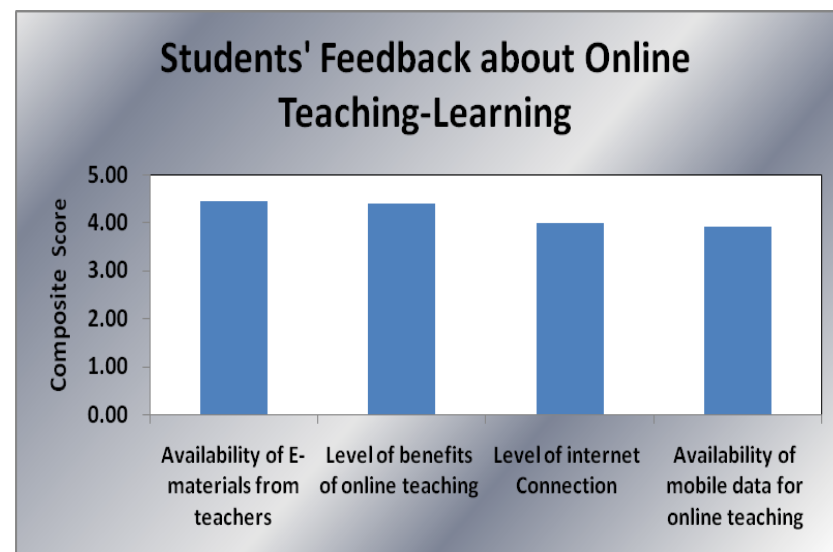 Students' Feedback about Online
Teaching-Learning
Composite Score
5.00
4.00
3.00
2.00
1.00
0.00
Availability of E-
materials from
teachers
Level of benefits
of online teaching
Level of internet
Connection
Availability of
mobile data for
online teaching